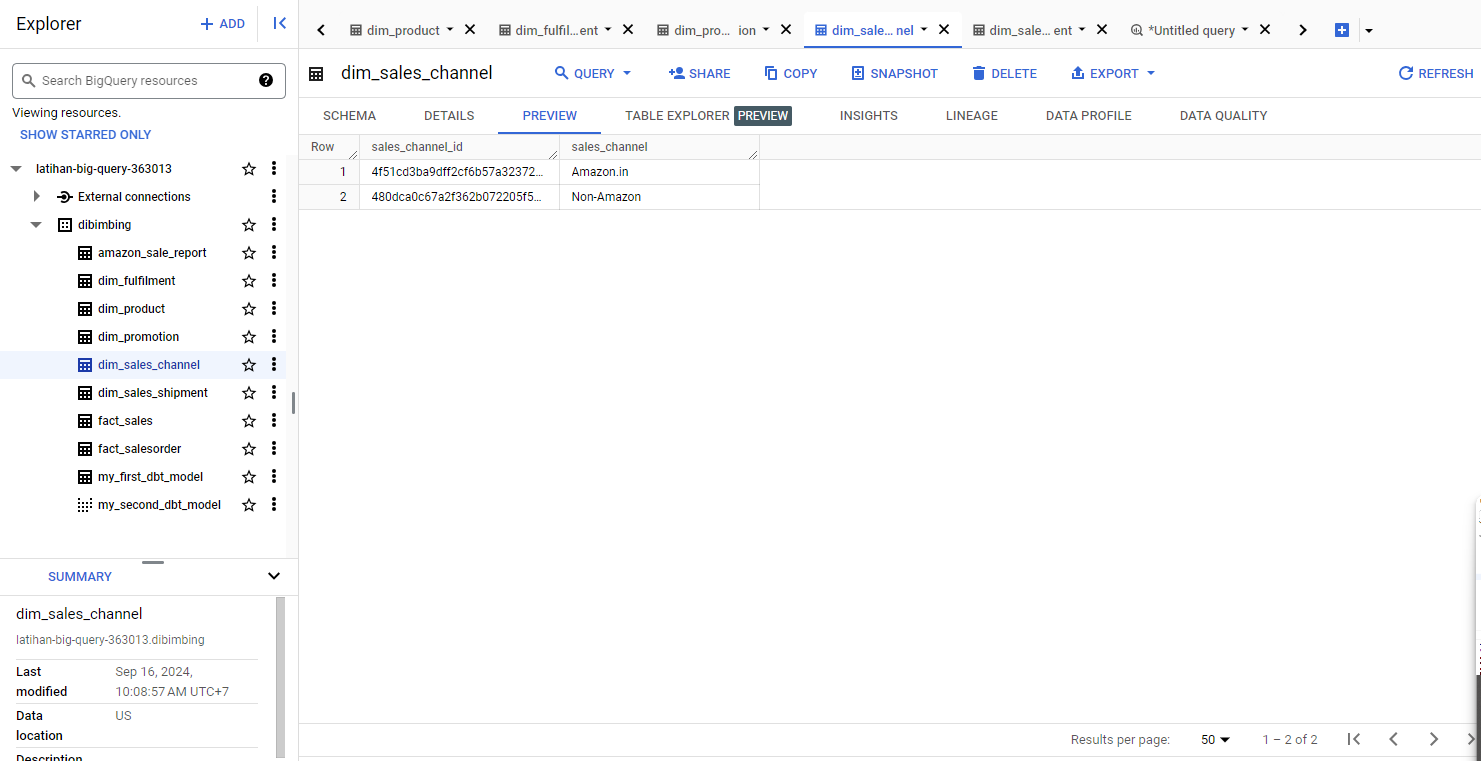 Explorer
+ ADD
Search BigQuery resources
Viewing resources.
SHOW STARRED ONLY
latihan-big-query-363013
External connections
dibimbing
amazon_sale_report
dim_fulfilment
dim_product
dim_promotion
dim_sales_channel
dim_sales_shipment
fact_sales
fact_salesorder
my_first_dbt_model
my_second_dbt_model
SUMMARY
dim_sales_channel
latihan-big-query-363013.dibimbing
Last modified Sep 16, 2024, 10:08:57 AM UTC+7
Data location US
Description
dim_product dim_fulfil...ent dim_pro... ion dim_sale... nel dim_sale... ent *Untitled query
dim_sales_channel QUERY SHARE COPY SNAPSHOT DELETE EXPORT REFRESH
SCHEMA DETAILS PREVIEW TABLE EXPLORER PREVIEW INSIGHTS LINEAGE DATA PROFILE DATA QUALITY
Row sales_channel_id sales_channel
1 4f51cd3ba9dff2cf6b57a32372... Amazon.in
2 480dca0c67a2f362b072205f5... Non-Amazon
Results per page: 50 1 – 2 of 2